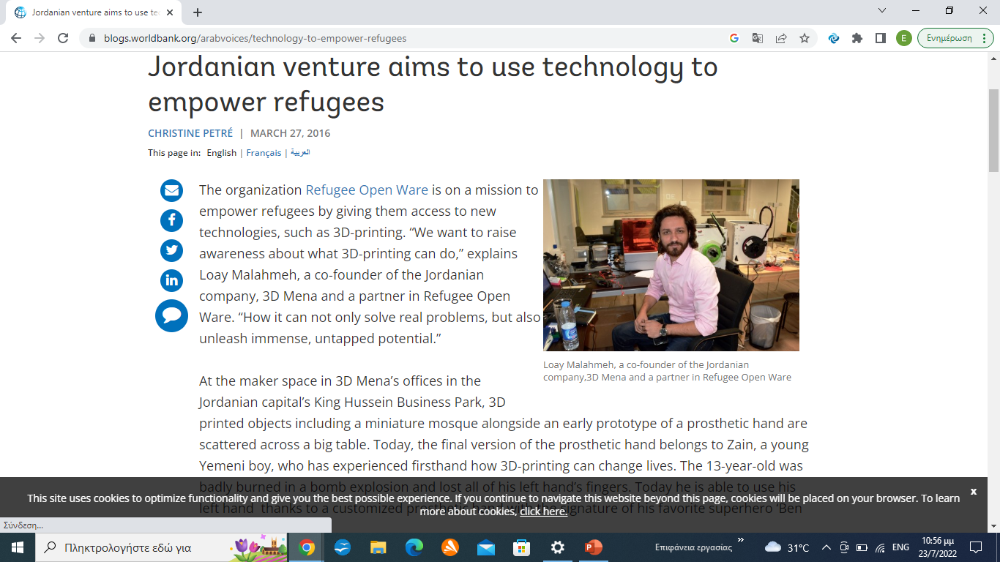 Jordanian venture aims to use te
blogs.worldbank.org/arabvoices/technology-to-empower-refugees
E
Ενημέρωση
Jordanian venture aims to use technology to
empower refugees
CHRISTINE PETRÉ | MARCH 27, 2016
This page in: English | Français | العربية
The organization Refugee Open Ware is on a mission to
empower refugees by giving them access to new
technologies, such as 3D-printing. “We want to raise
awareness about what 3D-printing can do,” explains
Loay Malahmeh, a co-founder of the Jordanian
company, 3D Mena and a partner in Refugee Open
Ware. “How it can not only solve real problems, but also
unleash immense, untapped potential.”
Loay Malahmeh, a co-founder of the Jordanian
company,3D Mena and a partner in Refugee Open Ware
At the maker space in 3D Mena’s offices in the
Jordanian capital’s King Hussein Business Park, 3D
printed objects including a miniature mosque alongside an early prototype of a prosthetic hand are
scattered across a big table. Today, the final version of the prosthetic hand belongs to Zain, a young
Yemeni boy, who has experienced firsthand how 3D-printing can change lives. The 13-year-old was
badly burned in a bomb explosion and lost all of his left hand’s fingers. Today he is able to use his
left hand thanks to a customized prosthetic hand with the signature of his favorite superhero ‘Ben
This site uses cookies to optimize functionality and give you the best possible experience. If you continue to navigate this website beyond this page, cookies will be placed on your browser. To learn
more about cookies, click here.
x
Σύνδεση...
Πληκτρολογήστε εδώ για
Επιφάνεια εργασίας
31°C
ENG
10:56 μμ
23/7/2022